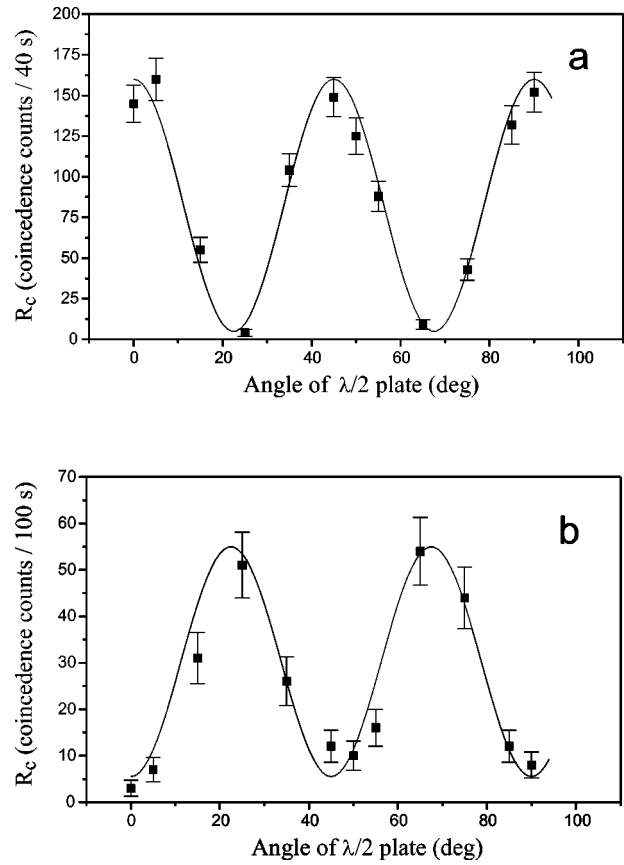 a
R_c (coincedence counts / 40 s)
200
175
150
125
100
75
50
25
0
0 20 40 60 80 100
Angle of λ/2 plate (deg)
b
R_c (coincedence counts / 100 s)
70
60
50
40
30
20
10
0
0 20 40 60 80 100
Angle of λ/2 plate (deg)